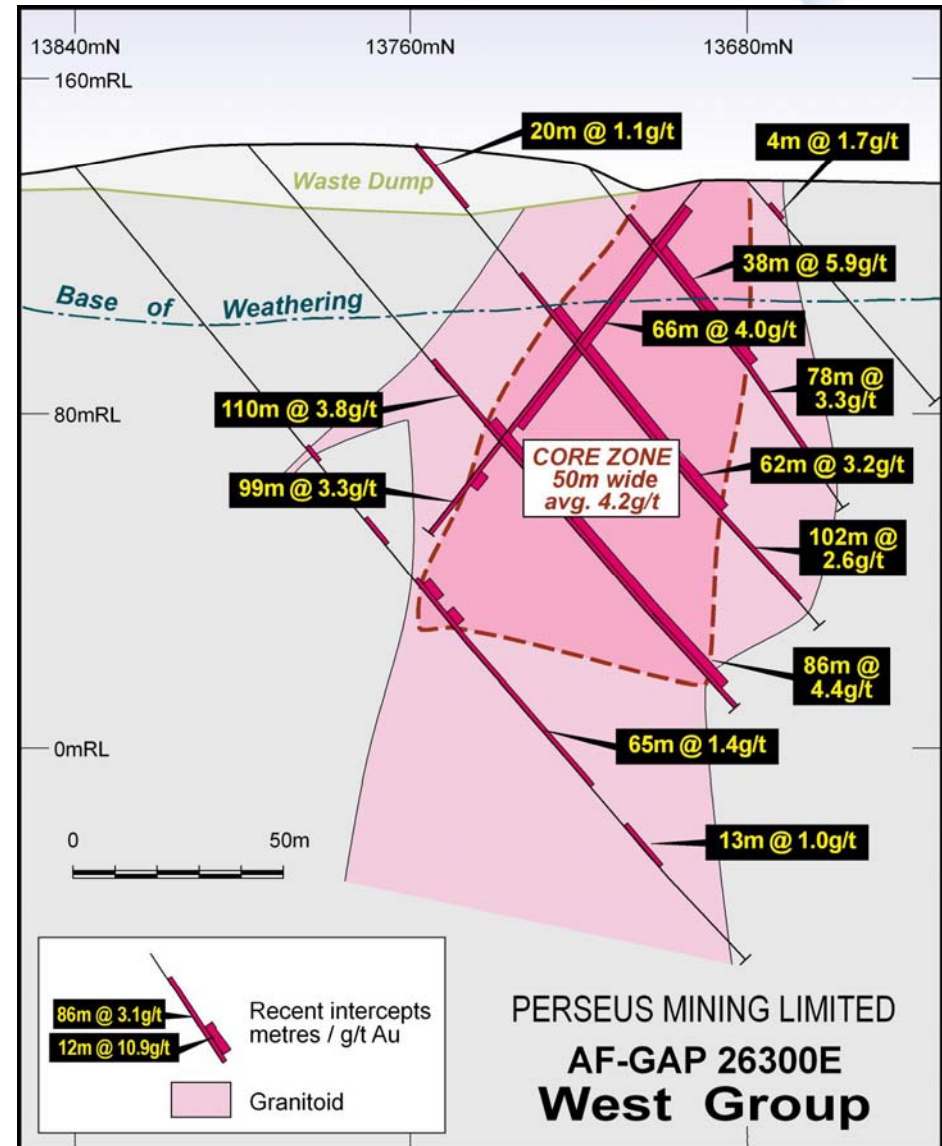 13840mN
13760mN
13680mN
160mRL
20m @ 1.1g/t
4m @ 1.7g/t
Waste Dump
38m @ 5.9g/t
Base of Weathering
66m @ 4.0g/t
78m @
3.3g/t
110m @ 3.8g/t
80mRL
CORE ZONE
50m wide
avg. 4.2g/t
62m @ 3.2g/t
99m @ 3.3g/t
102m @
2.6g/t
86m @
4.4g/t
65m @ 1.4g/t
0mRL
13m @ 1.0g/t
0
50m
86m @ 3.1g/t
12m @ 10.9g/t
Recent intercepts
metres / g/t Au
Granitoid
PERSEUS MINING LIMITED
AF-GAP 26300E
West Group